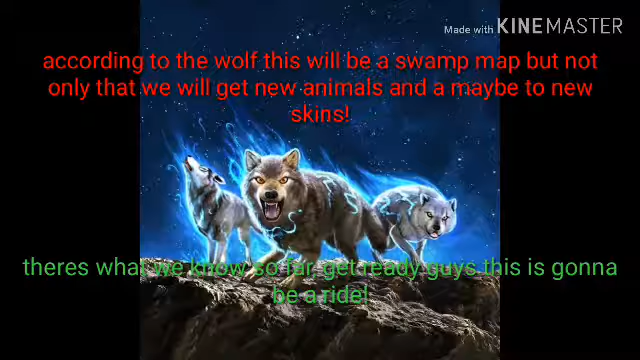 Made with KINEMASTER
according to the wolf this will be a swamp map but not
only that we will get new animals and a maybe to new
skins!
theres what we know so far get ready guys this is gonna
be a ride!